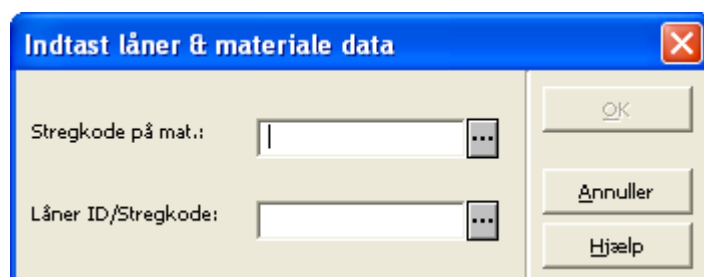 Indtast låner & materiale data
Stregkode på mat.:
...
OK
Låner ID/Stregkode:
...
Annuller
Hjælp